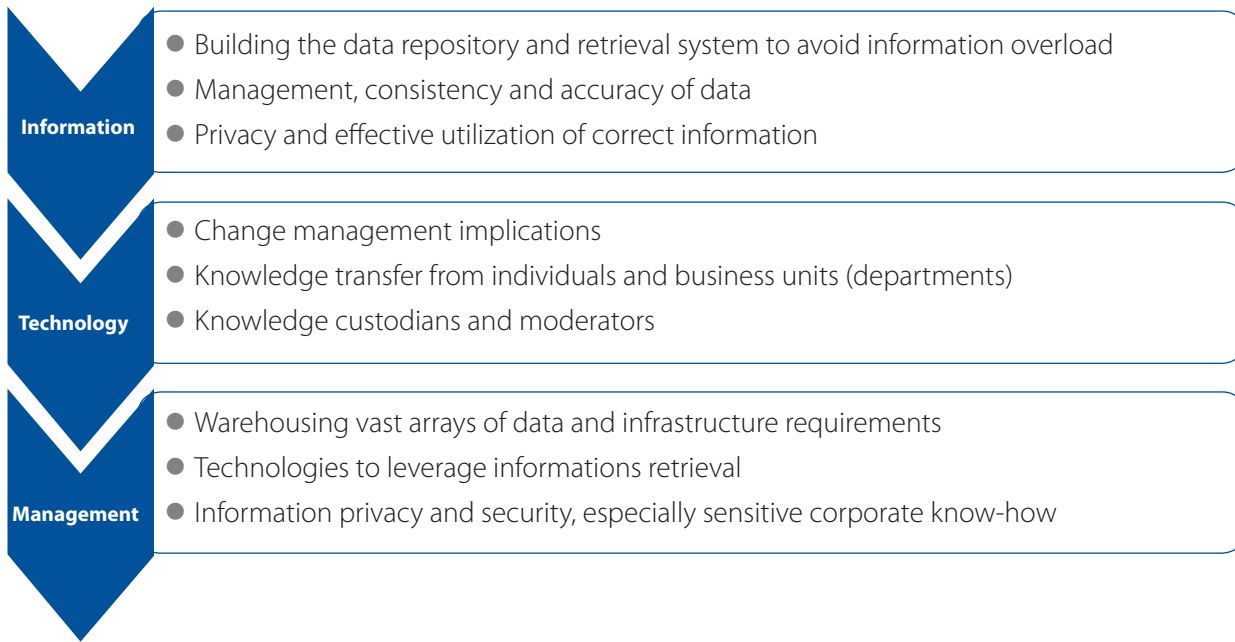 Information
● Building the data repository and retrieval system to avoid information overload
● Management, consistency and accuracy of data
● Privacy and effective utilization of correct information
Technology
● Change management implications
● Knowledge transfer from individuals and business units (departments)
● Knowledge custodians and moderators
Management
● Warehousing vast arrays of data and infrastructure requirements
● Technologies to leverage informations retrieval
● Information privacy and security, especially sensitive corporate know-how